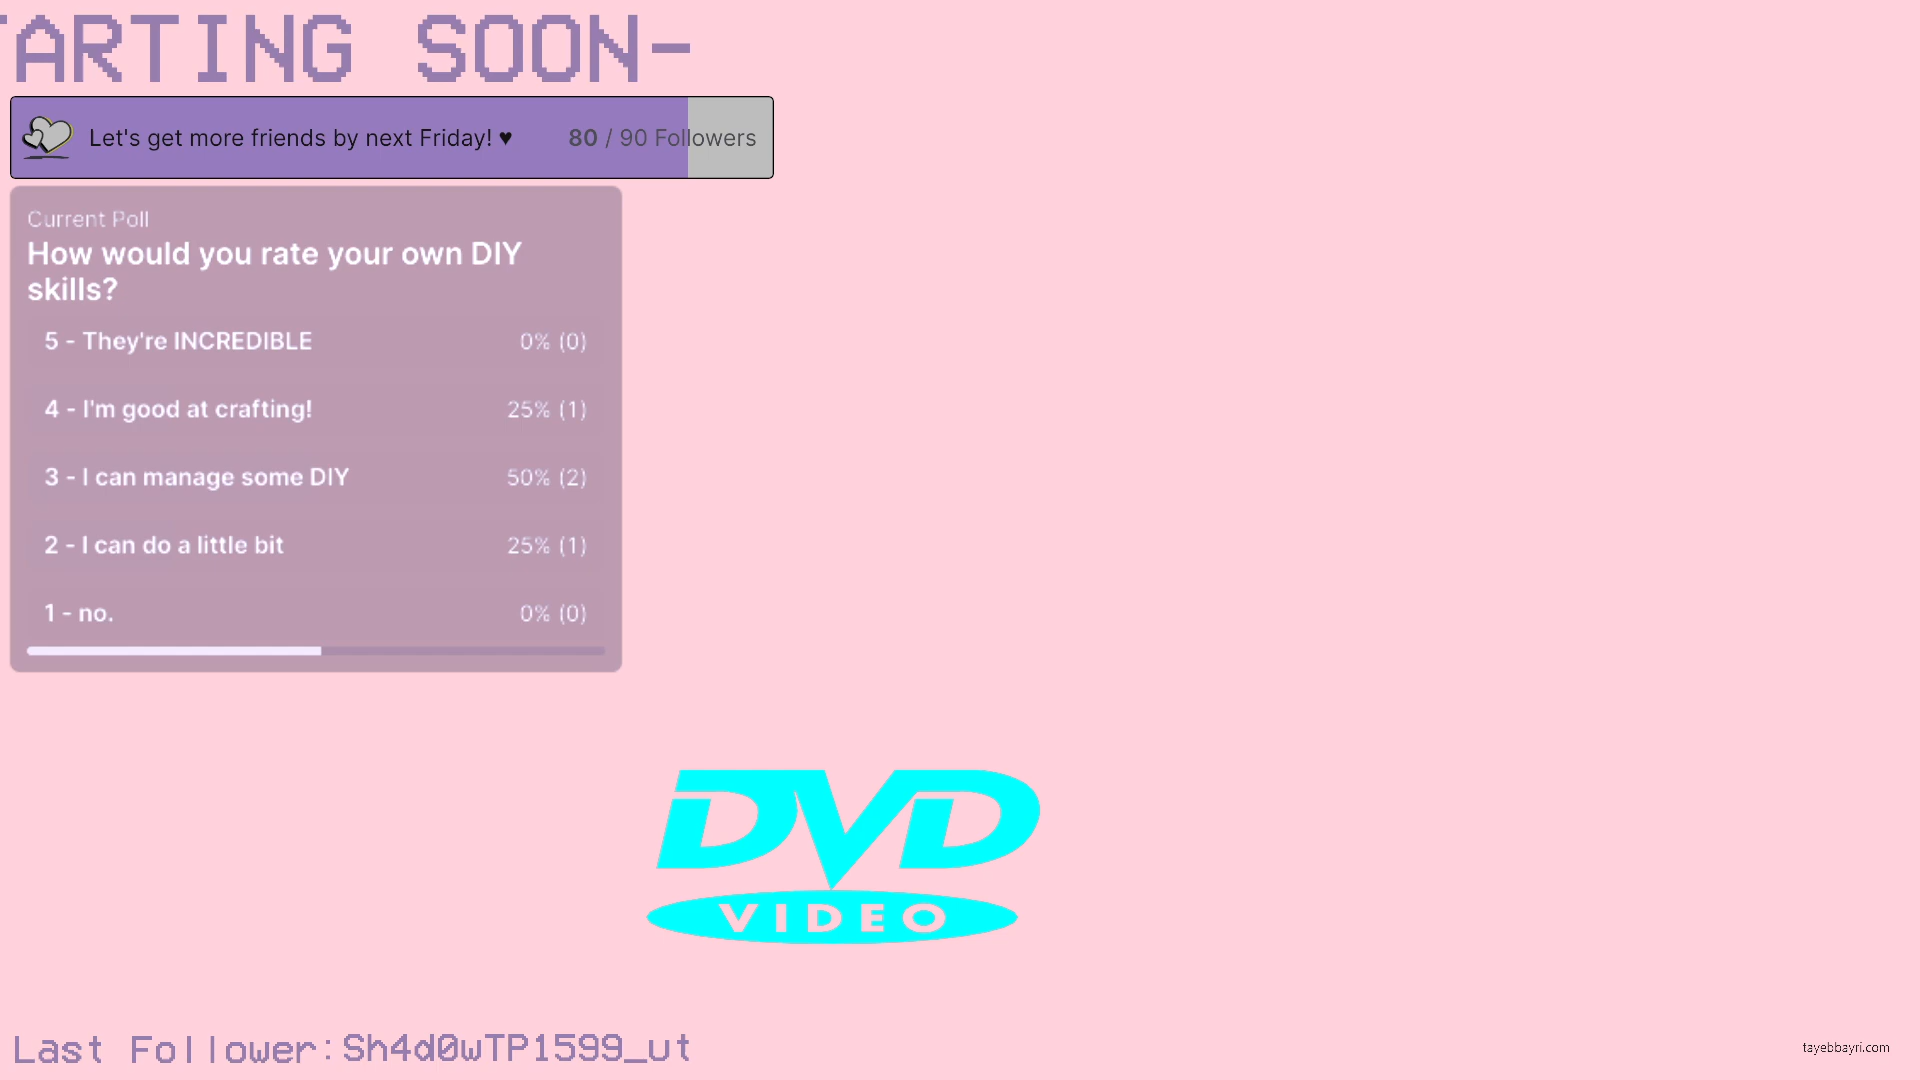 TARTING SOON-
Let's get more friends by next Friday! ♥ 80 / 90 Followers
Current Poll
How would you rate your own DIY
skills?
5 - They're INCREDIBLE 0% (0)
4 - I'm good at crafting! 25% (1)
3 - I can manage some DIY 50% (2)
2 - I can do a little bit 25% (1)
1 - no. 0% (0)
DVD
VIDEO
Last Follower: Sh4d0wTP1599_ut
tayebbayri.com